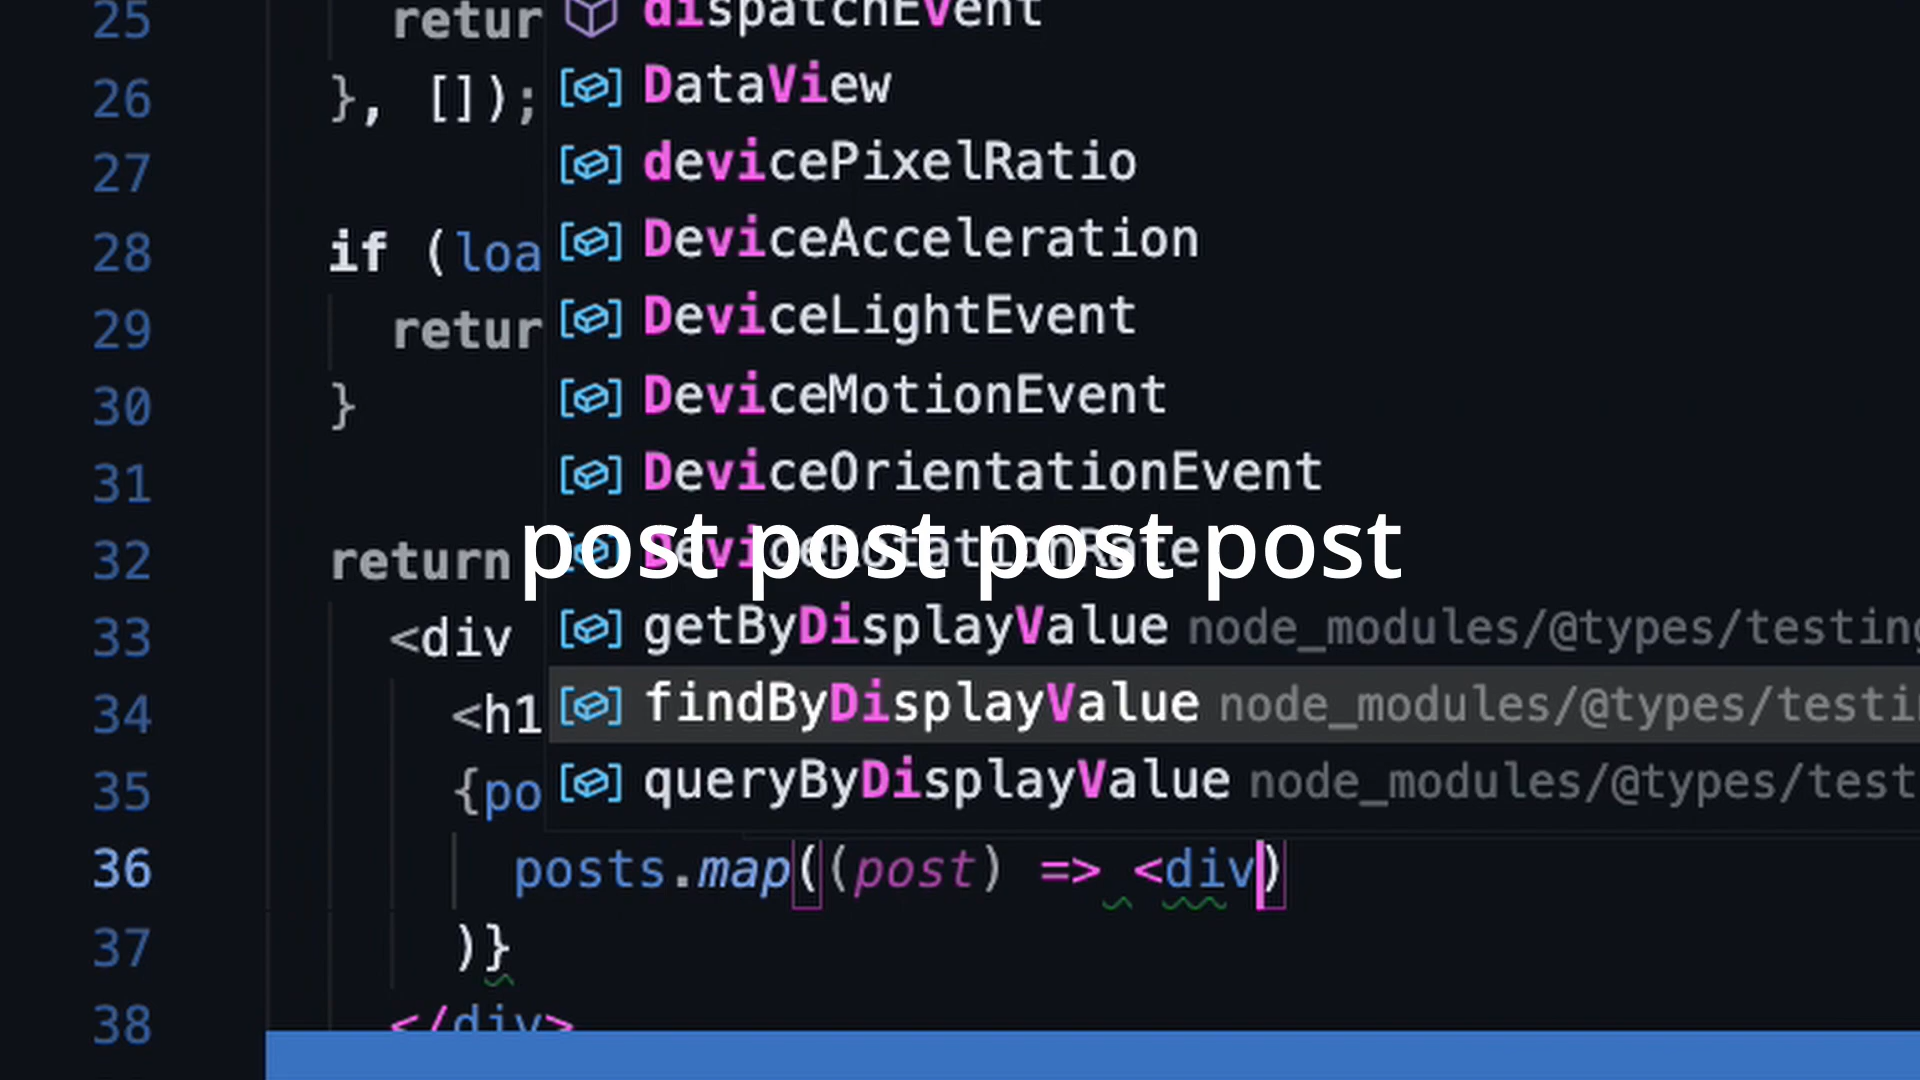 25 retur dispatchEvent
26 }, []); DataView
27 devicePixelRatio
28 if (loa DeviceAcceleration
29 retur DeviceLightEvent
30 } DeviceMotionEvent
31 DeviceOrientationEvent
32 return DeviceRotationRate
post post post post
33 <div getByDisplayValue node_modules/@types/testing
34 <h1 findByDisplayValue node_modules/@types/testi
35 {po queryByDisplayValue node_modules/@types/test
36 posts.map((post) => <div)
37 )}
38 </div>